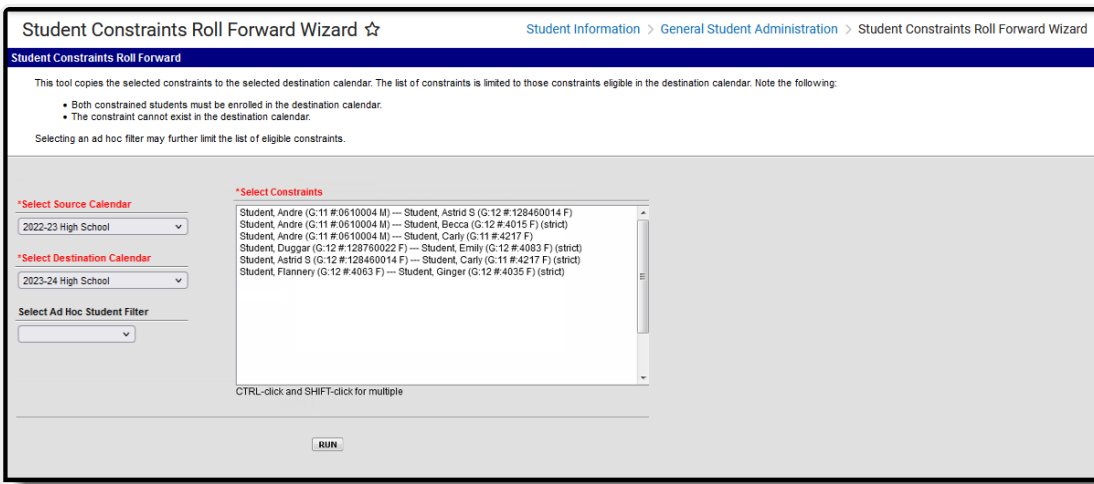 Student Constraints Roll Forward Wizard ☆
Student Information > General Student Administration > Student Constraints Roll Forward Wizard
Student Constraints Roll Forward
This tool copies the selected constraints to the selected destination calendar. The list of constraints is limited to those constraints eligible in the destination calendar. Note the following:
• Both constrained students must be enrolled in the destination calendar.
• The constraint cannot exist in the destination calendar.
Selecting an ad hoc filter may further limit the list of eligible constraints.
*Select Source Calendar
2022-23 High School
*Select Destination Calendar
2023-24 High School
Select Ad Hoc Student Filter
*Select Constraints
Student, Andre (G:11 #:0610004 M) --- Student, Astrid S (G:12 #:128460014 F)
Student, Andre (G:11 #:0610004 M) --- Student, Becca (G:12 #:4015 F) (strict)
Student, Andre (G:11 #:0610004 M) --- Student, Carly (G:11 #:4217 F)
Student, Duggar (G:12 #:128760022 F) --- Student, Emily (G:12 #:4083 F) (strict)
Student, Astrid S (G:12 #:128460014 F) --- Student, Carly (G:11 #:4217 F) (strict)
Student, Flannery (G:12 #:4063 F) --- Student, Ginger (G:12 #:4035 F) (strict)
CTRL-click and SHIFT-click for multiple
RUN